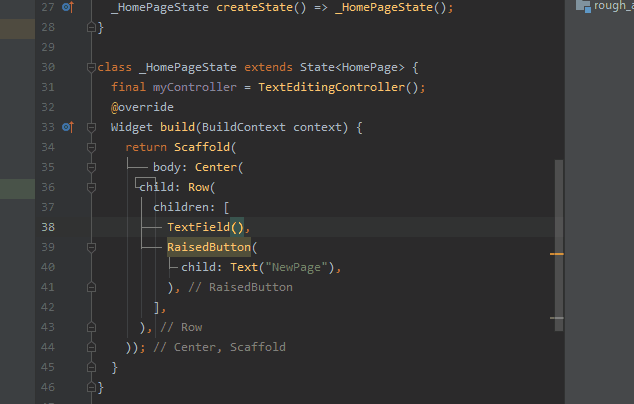 27 _HomePageState createState() => _HomePageState();
28 }
29
30 class _HomePageState extends State<HomePage> {
31 final myController = TextEditingController();
32 @override
33 Widget build(BuildContext context) {
34 return Scaffold(
35 body: Center(
36 child: Row(
37 children: [
38 TextField(),
39 RaisedButton(
40 child: Text("NewPage"),
41 ), // RaisedButton
42 ],
43 ), // Row
44 )); // Center, Scaffold
45 }
46 }
rough_a